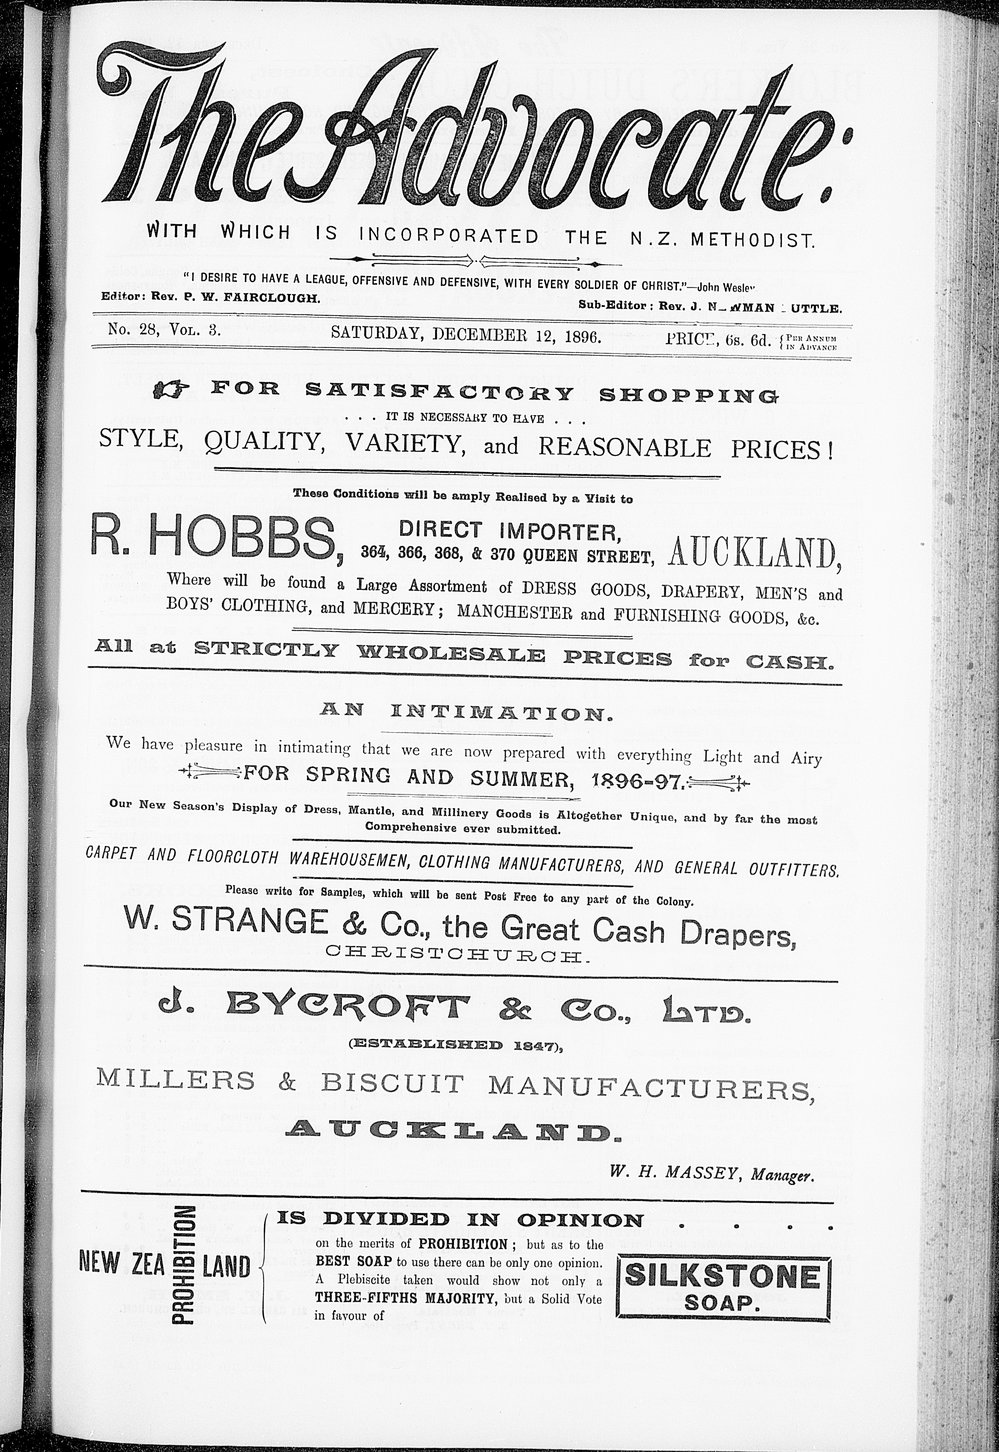 The Advocate:
WITH WHICH IS INCORPORATED THE N.Z. METHODIST.
"I DESIRE TO HAVE A LEAGUE, OFFENSIVE AND DEFENSIVE, WITH EVERY SOLDIER OF CHRIST."—John Wesley
Editor: Rev. P. W. FAIRCLOUGH.
Sub-Editor: Rev. J.
No. 28, VOL. 3.
SATURDAY, DECEMBER 12, 1896.
PRICE, 6s. 6d. { PER ANNUM
IN ADVANCE
☛ FOR SATISFACTORY SHOPPING
. . . IT IS NECESSARY TO HAVE . . .
STYLE, QUALITY, VARIETY, and REASONABLE PRICES!
These Conditions will be amply Realised by a Visit to
R. HOBBS,
DIRECT IMPORTER,
364, 366, 368, & 370 QUEEN STREET,
AUCKLAND,
Where will be found a Large Assortment of DRESS GOODS, DRAPERY, MEN'S and
BOYS' CLOTHING, and MERCERY; MANCHESTER and FURNISHING GOODS, &c.
All at STRICTLY WHOLESALE PRICES for CASH.
AN INTIMATION.
We have pleasure in intimating that we are now prepared with everything Light and Airy
FOR SPRING AND SUMMER, 1896-97.
Our New Season's Display of Dress, Mantle, and Millinery Goods is Altogether Unique, and by far the most
Comprehensive ever submitted.
CARPET AND FLOORCLOTH WAREHOUSEMEN, CLOTHING MANUFACTURERS, AND GENERAL OUTFITTERS.
Please write for Samples, which will be sent Post Free to any part of the Colony.
W. STRANGE & Co., the Great Cash Drapers,
CHRISTCHURCH.
J. BYCROFT & Co., LTD.
(ESTABLISHED 1847),
MILLERS & BISCUIT MANUFACTURERS,
AUCKLAND.
W. H. MASSEY, Manager.
NEW ZEA
PROHIBITION
LAND
IS DIVIDED IN OPINION . . . .
on the merits of PROHIBITION; but as to the
BEST SOAP to use there can be only one opinion.
A Plebiscite taken would show not only a
THREE-FIFTHS MAJORITY, but a Solid Vote
in favour of
SILKSTONE
SOAP.